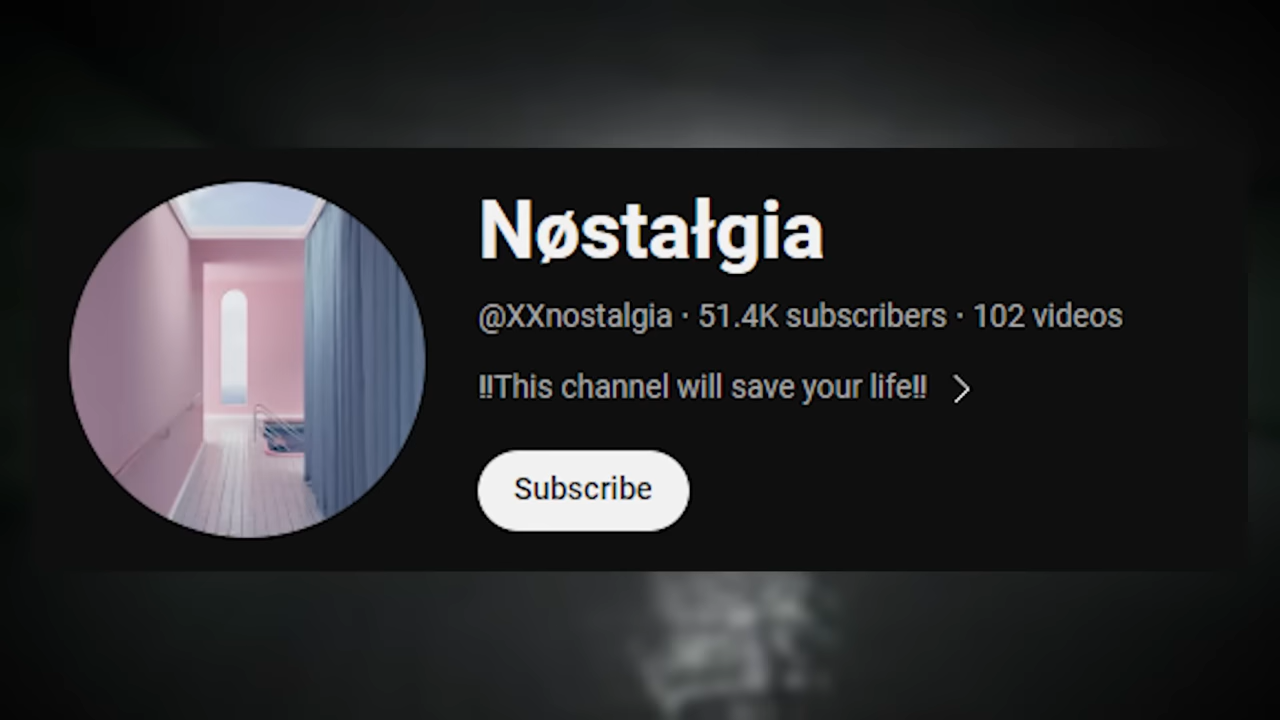 Nøstałgia
@XXnostalgia · 51.4K subscribers · 102 videos
‼This channel will save your life‼
Subscribe